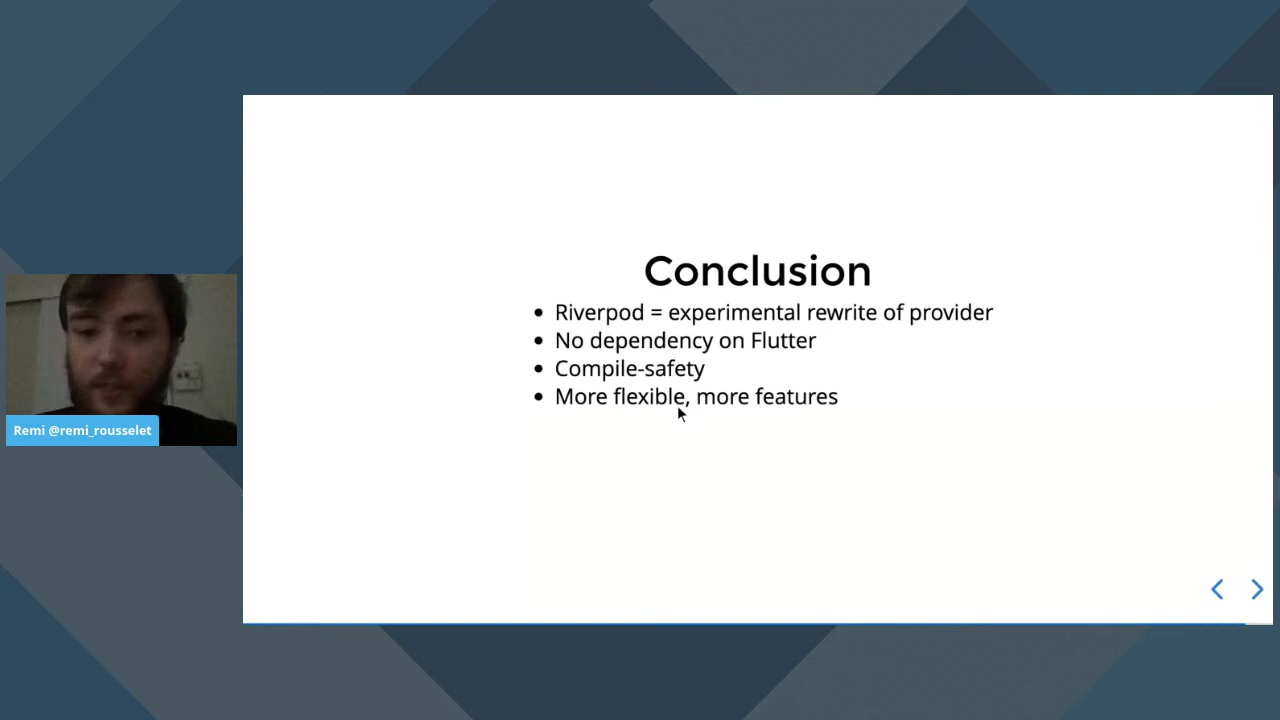 Conclusion
• Riverpod = experimental rewrite of provider
• No dependency on Flutter
• Compile-safety
• More flexible, more features
Remi @remi_rousselet